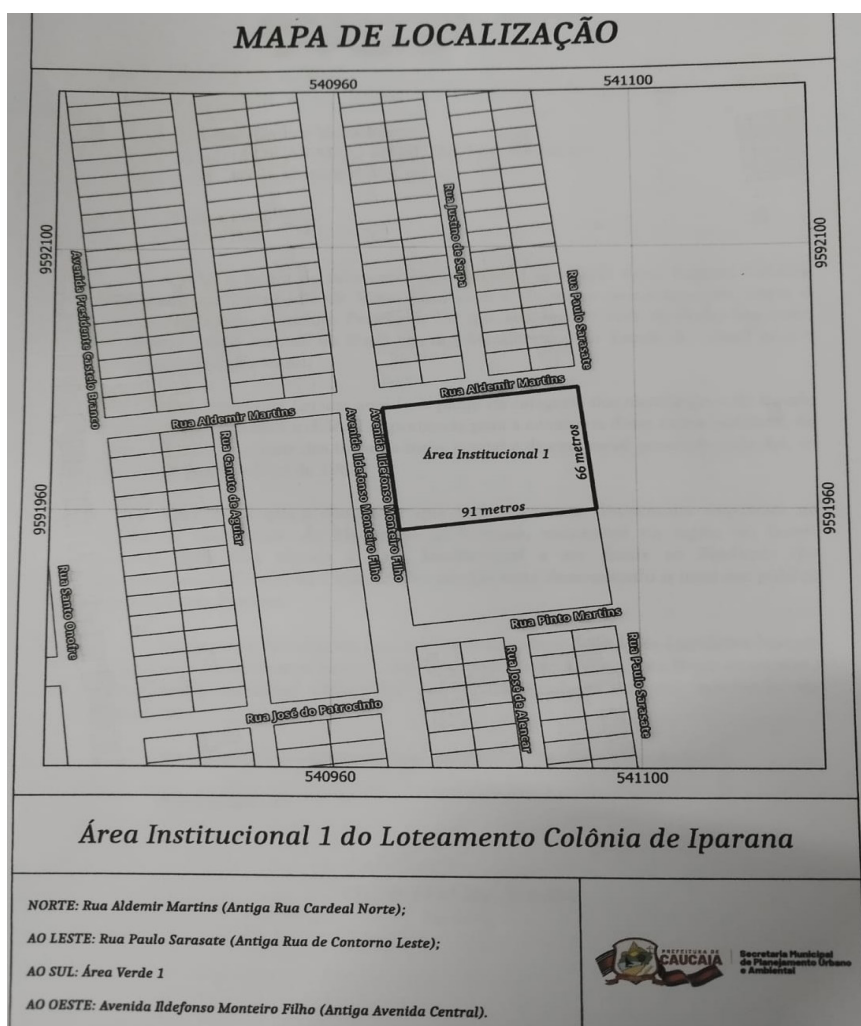 MAPA DE LOCALIZAÇÃO
540960
541100
9592100
9592100
Rua Justino de Serpa
Avenida Presidente Castelo Branco
Rua Paulo Sarasate
Rua Aldemir Martins
Rua Aldemir Martins
Rua Canuto de Aguiar
Avenida Ildefonso Monteiro Filho
Avenida Ildefonso Monteiro Filho
Área Institucional 1
66 metros
91 metros
9591960
9591960
Rua Santo Onofre
Rua Pinto Martins
Rua José de Alencar
Rua Paulo Sarasate
Rua José do Patrocínio
540960
541100
Área Institucional 1 do Loteamento Colônia de Iparana
NORTE: Rua Aldemir Martins (Antiga Rua Cardeal Norte);
AO LESTE: Rua Paulo Sarasate (Antiga Rua de Contorno Leste);
AO SUL: Área Verde 1
AO OESTE: Avenida Ildefonso Monteiro Filho (Antiga Avenida Central).
PREFEITURA DE
CAUCAIA
Secretaria Municipal
de Planejamento Urbano
e Ambiental